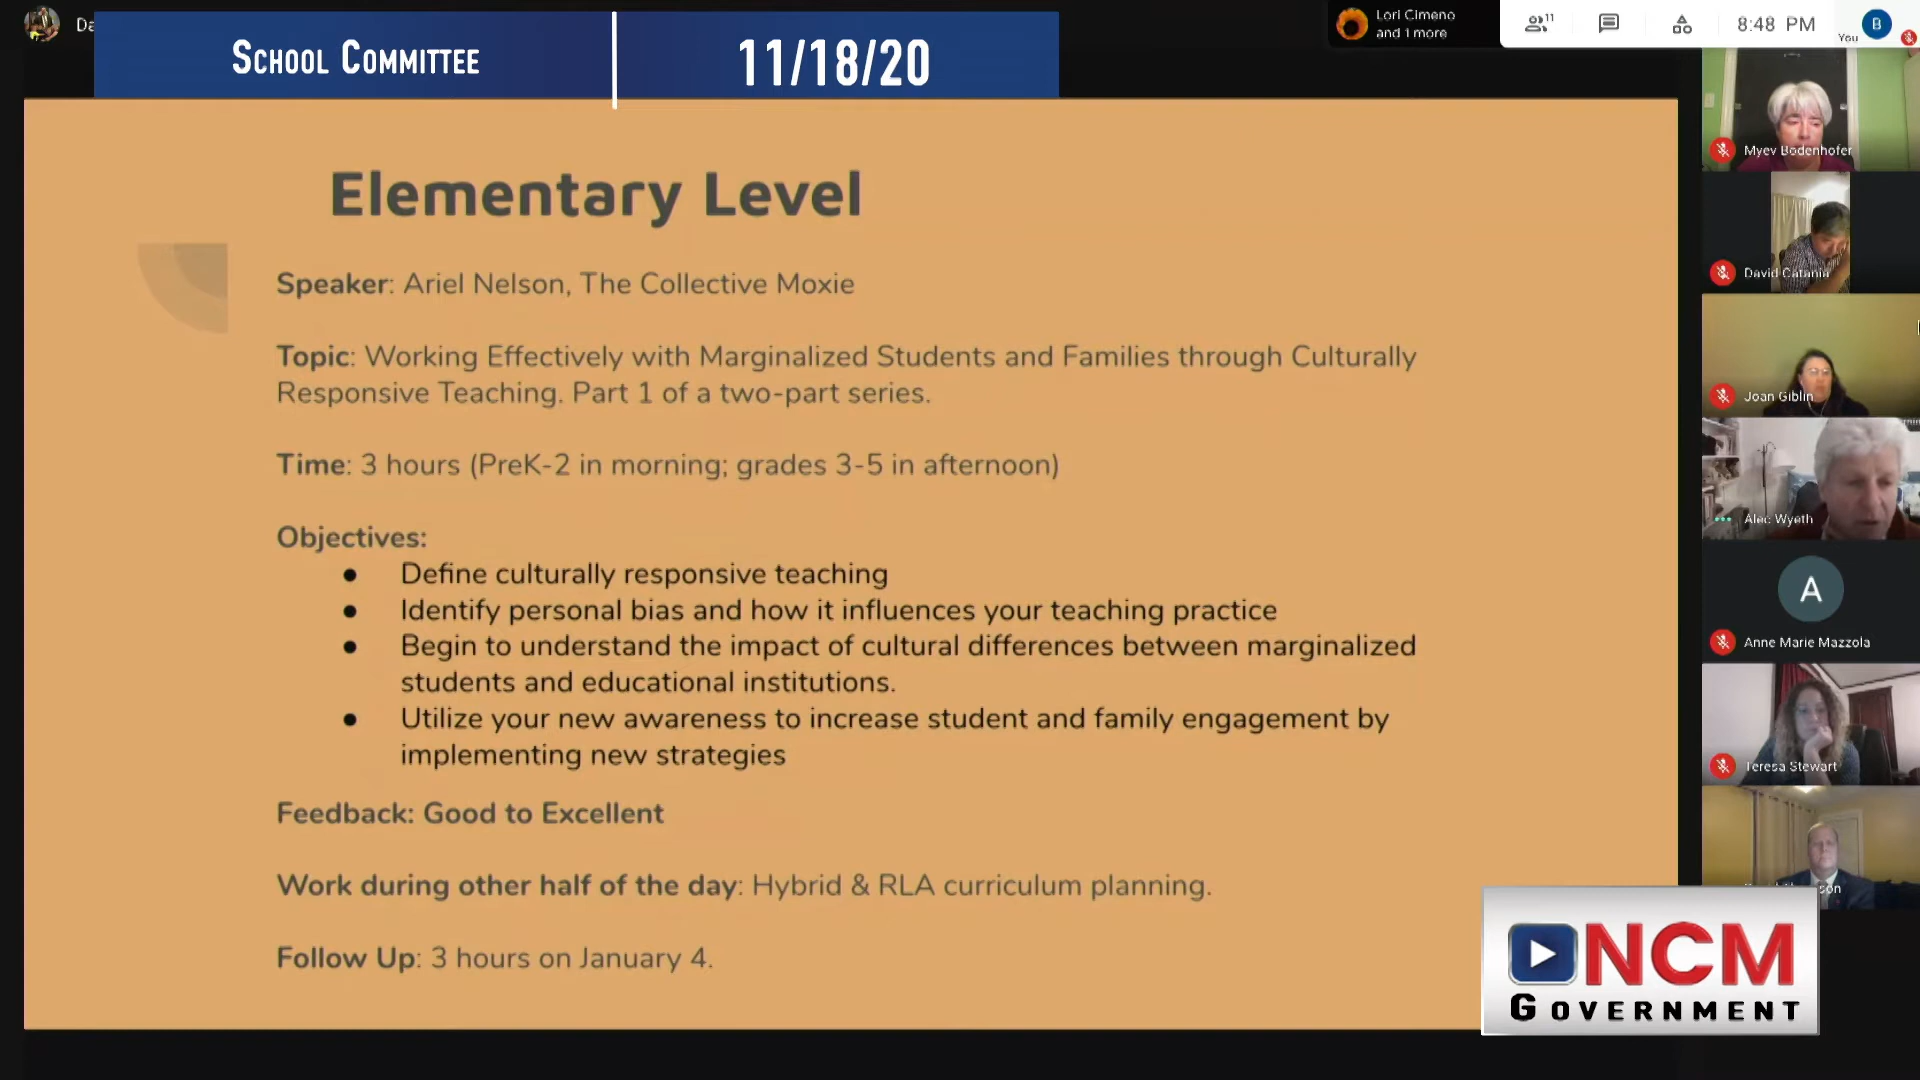 Da
School Committee
11/18/20
Lori Cimeno
and 1 more
11
8:48 PM
You
B
Elementary Level
Speaker: Ariel Nelson, The Collective Moxie
Topic: Working Effectively with Marginalized Students and Families through Culturally
Responsive Teaching. Part 1 of a two-part series.
Time: 3 hours (PreK-2 in morning; grades 3-5 in afternoon)
Objectives:
● Define culturally responsive teaching
● Identify personal bias and how it influences your teaching practice
● Begin to understand the impact of cultural differences between marginalized
students and educational institutions.
● Utilize your new awareness to increase student and family engagement by
implementing new strategies
Feedback: Good to Excellent
Work during other half of the day: Hybrid & RLA curriculum planning.
Follow Up: 3 hours on January 4.
Myev Bodenhofer
David Catania
Joan Giblin
Alec Wyeth
A
Anne Marie Mazzola
Teresa Stewart
NCM
Government